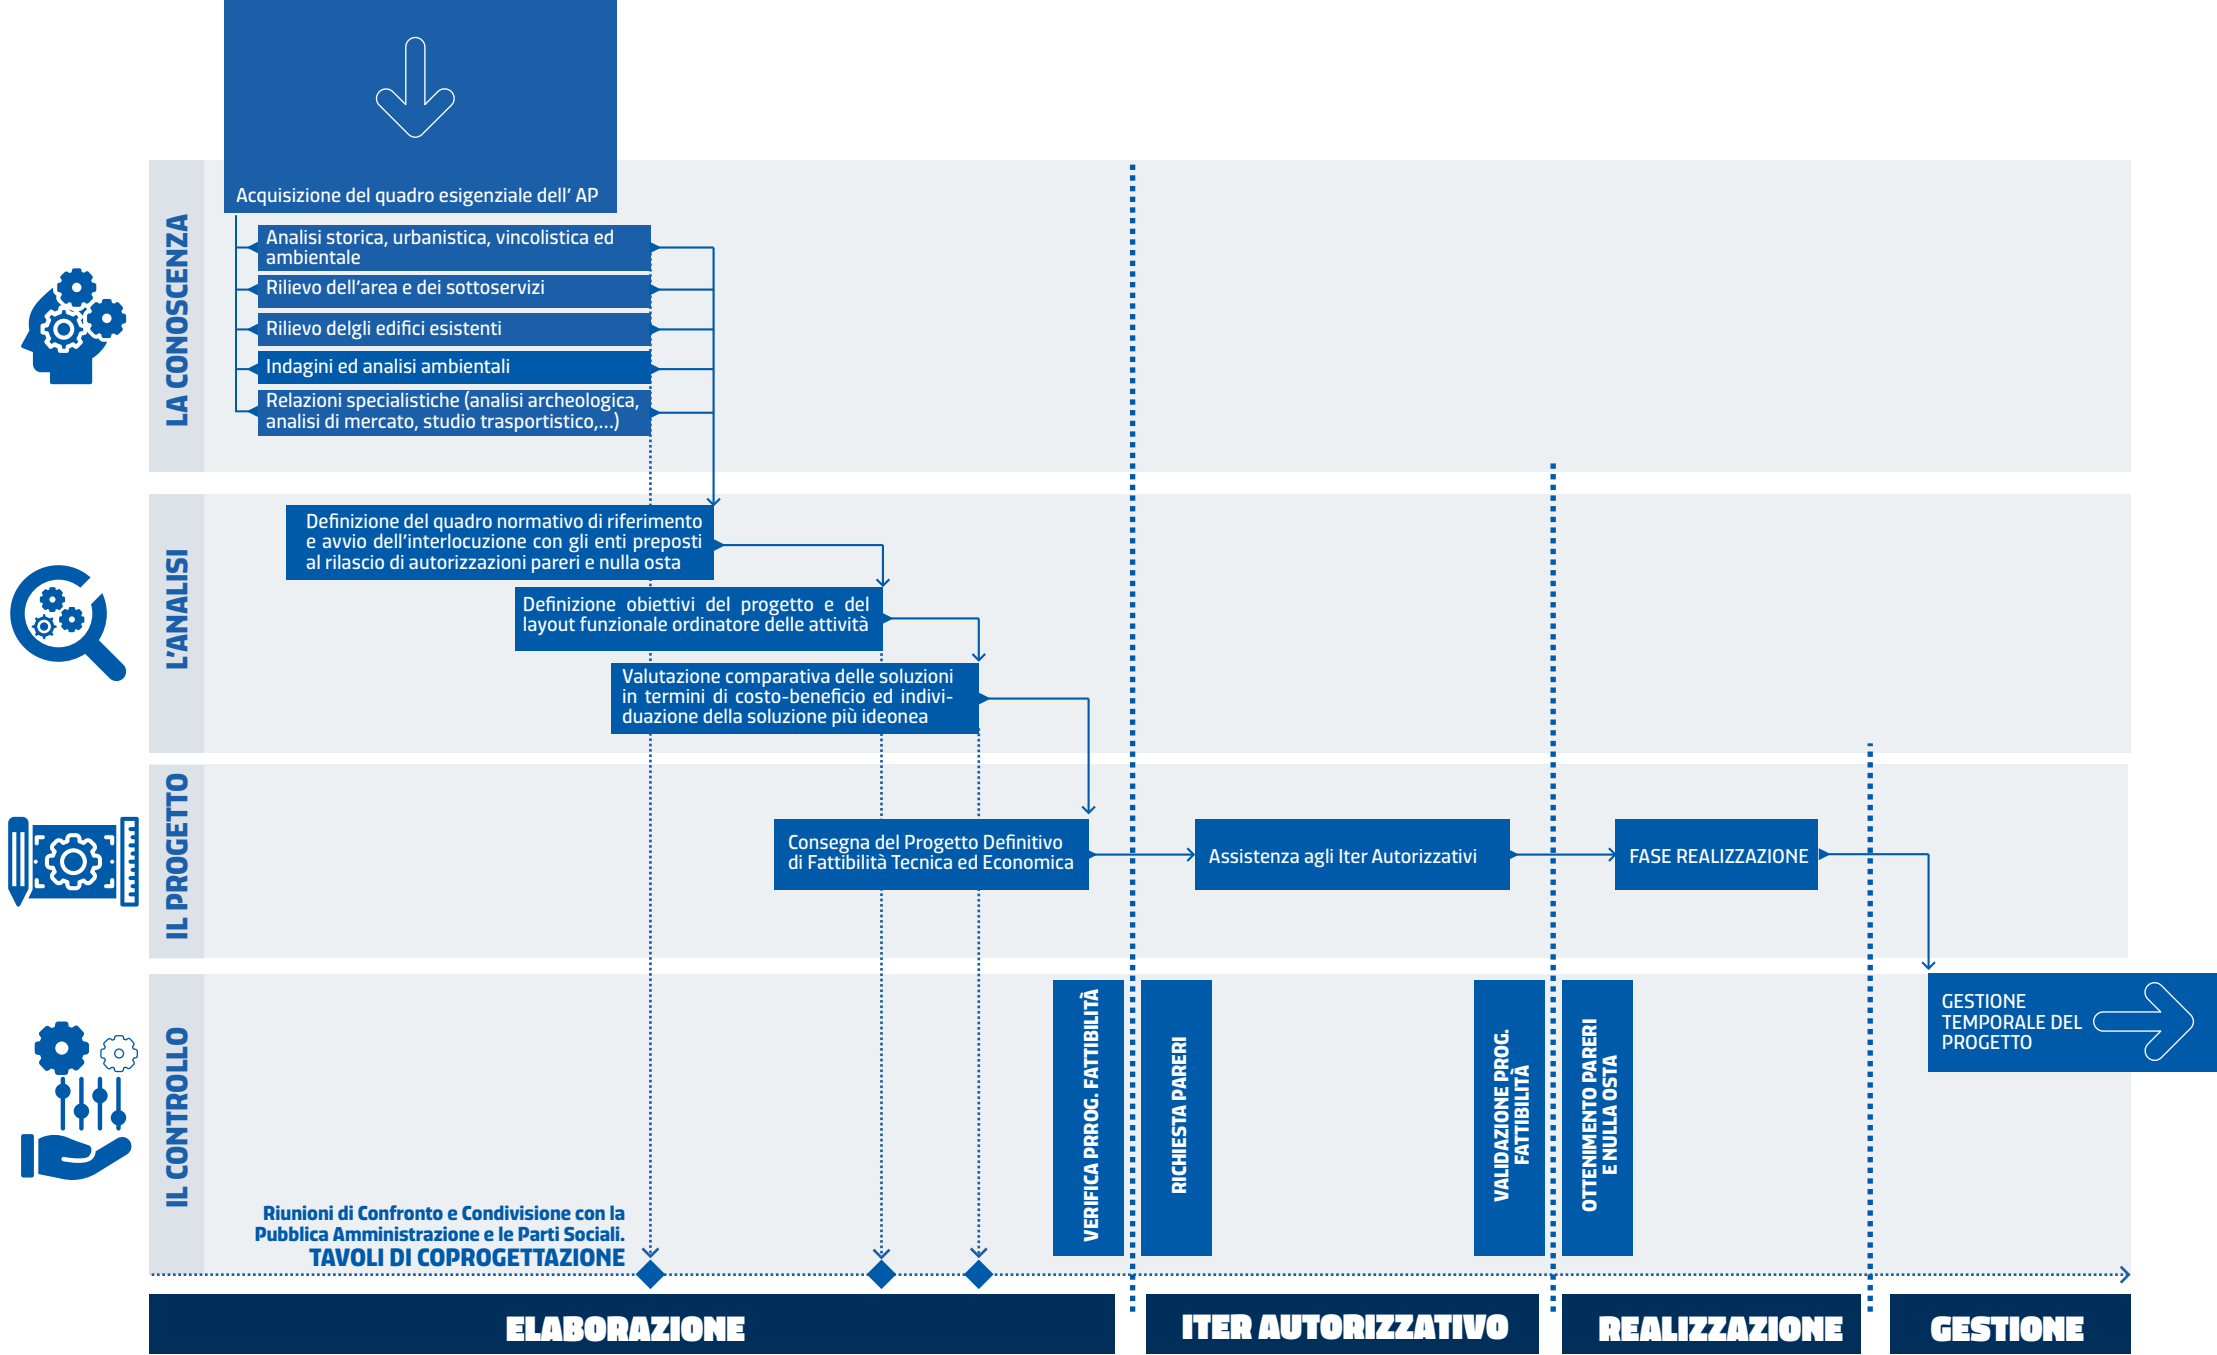 Acquisizione del quadro esigenziale dell’ AP
LA CONOSCENZA
Analisi storica, urbanistica, vincolistica ed
ambientale
Rilievo dell’area e dei sottoservizi
Rilievo delgli edifici esistenti
Indagini ed analisi ambientali
Relazioni specialistiche (analisi archeologica,
analisi di mercato, studio trasportistico,...)
L’ANALISI
Definizione del quadro normativo di riferimento
e avvio dell’interlocuzione con gli enti preposti
al rilascio di autorizzazioni pareri e nulla osta
Definizione obiettivi del progetto e del
layout funzionale ordinatore delle attività
Valutazione comparativa delle soluzioni
in termini di costo-beneficio ed indivi-
duazione della soluzione più ideonea
IL PROGETTO
Consegna del Progetto Definitivo
di Fattibilità Tecnica ed Economica
Assistenza agli Iter Autorizzativi
FASE REALIZZAZIONE
IL CONTROLLO
VERIFICA PRROG. FATTIBILITÀ
RICHIESTA PARERI
VALIDAZIONE PROG.
FATTIBILITÀ
OTTENIMENTO PARERI
E NULLA OSTA
GESTIONE
TEMPORALE DEL
PROGETTO
Riunioni di Confronto e Condivisione con la
Pubblica Amministrazione e le Parti Sociali.
TAVOLI DI COPROGETTAZIONE
ELABORAZIONE
ITER AUTORIZZATIVO
REALIZZAZIONE
GESTIONE